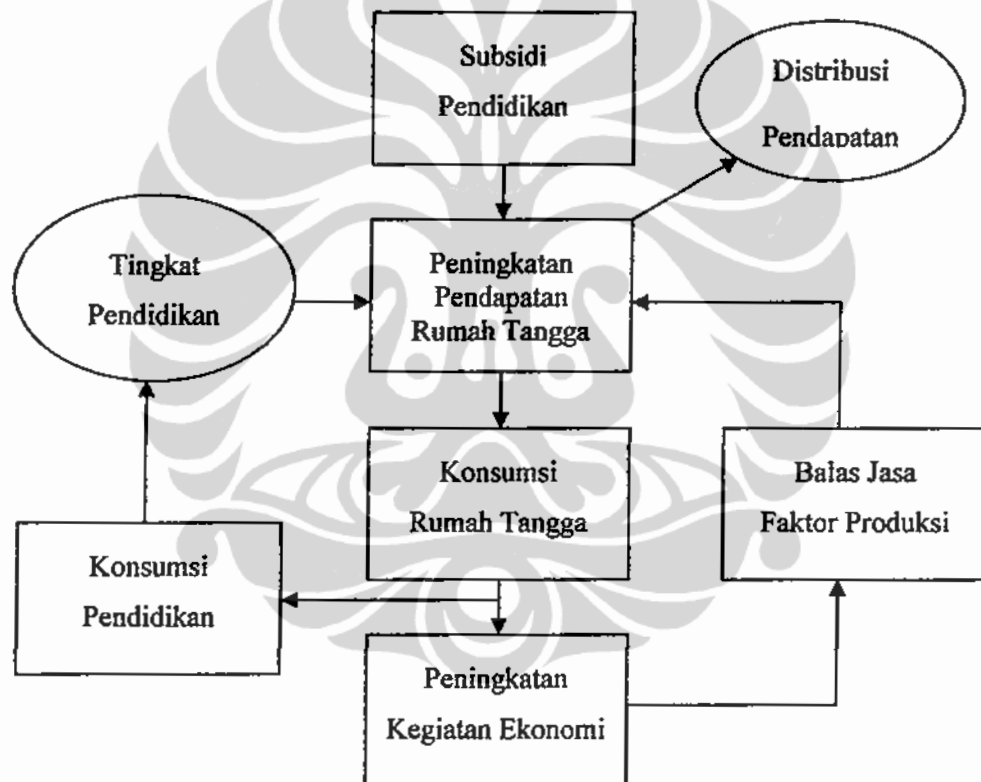 Subsidi
Pendidikan
Distribusi
Pendapatan
Peningkatan
Pendapatan
Rumah Tangga
Tingkat
Pendidikan
Konsumsi
Rumah Tangga
Balas Jasa
Faktor Produksi
Konsumsi
Pendidikan
Peningkatan
Kegiatan Ekonomi